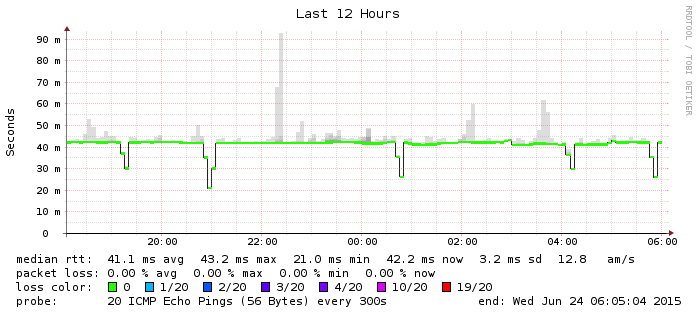 Last 12 Hours
RRDTOOL / TOBI OETIKER
Seconds
90 m
80 m
70 m
60 m
50 m
40 m
30 m
20 m
10 m
0
20:00 22:00 00:00 02:00 04:00 06:00
median rtt: 41.1 ms avg 43.2 ms max 21.0 ms min 42.2 ms now 3.2 ms sd 12.8 am/s
packet loss: 0.00 % avg 0.00 % max 0.00 % min 0.00 % now
loss color: 0 1/20 2/20 3/20 4/20 10/20 19/20
probe: 20 ICMP Echo Pings (56 Bytes) every 300s end: Wed Jun 24 06:05:04 2015